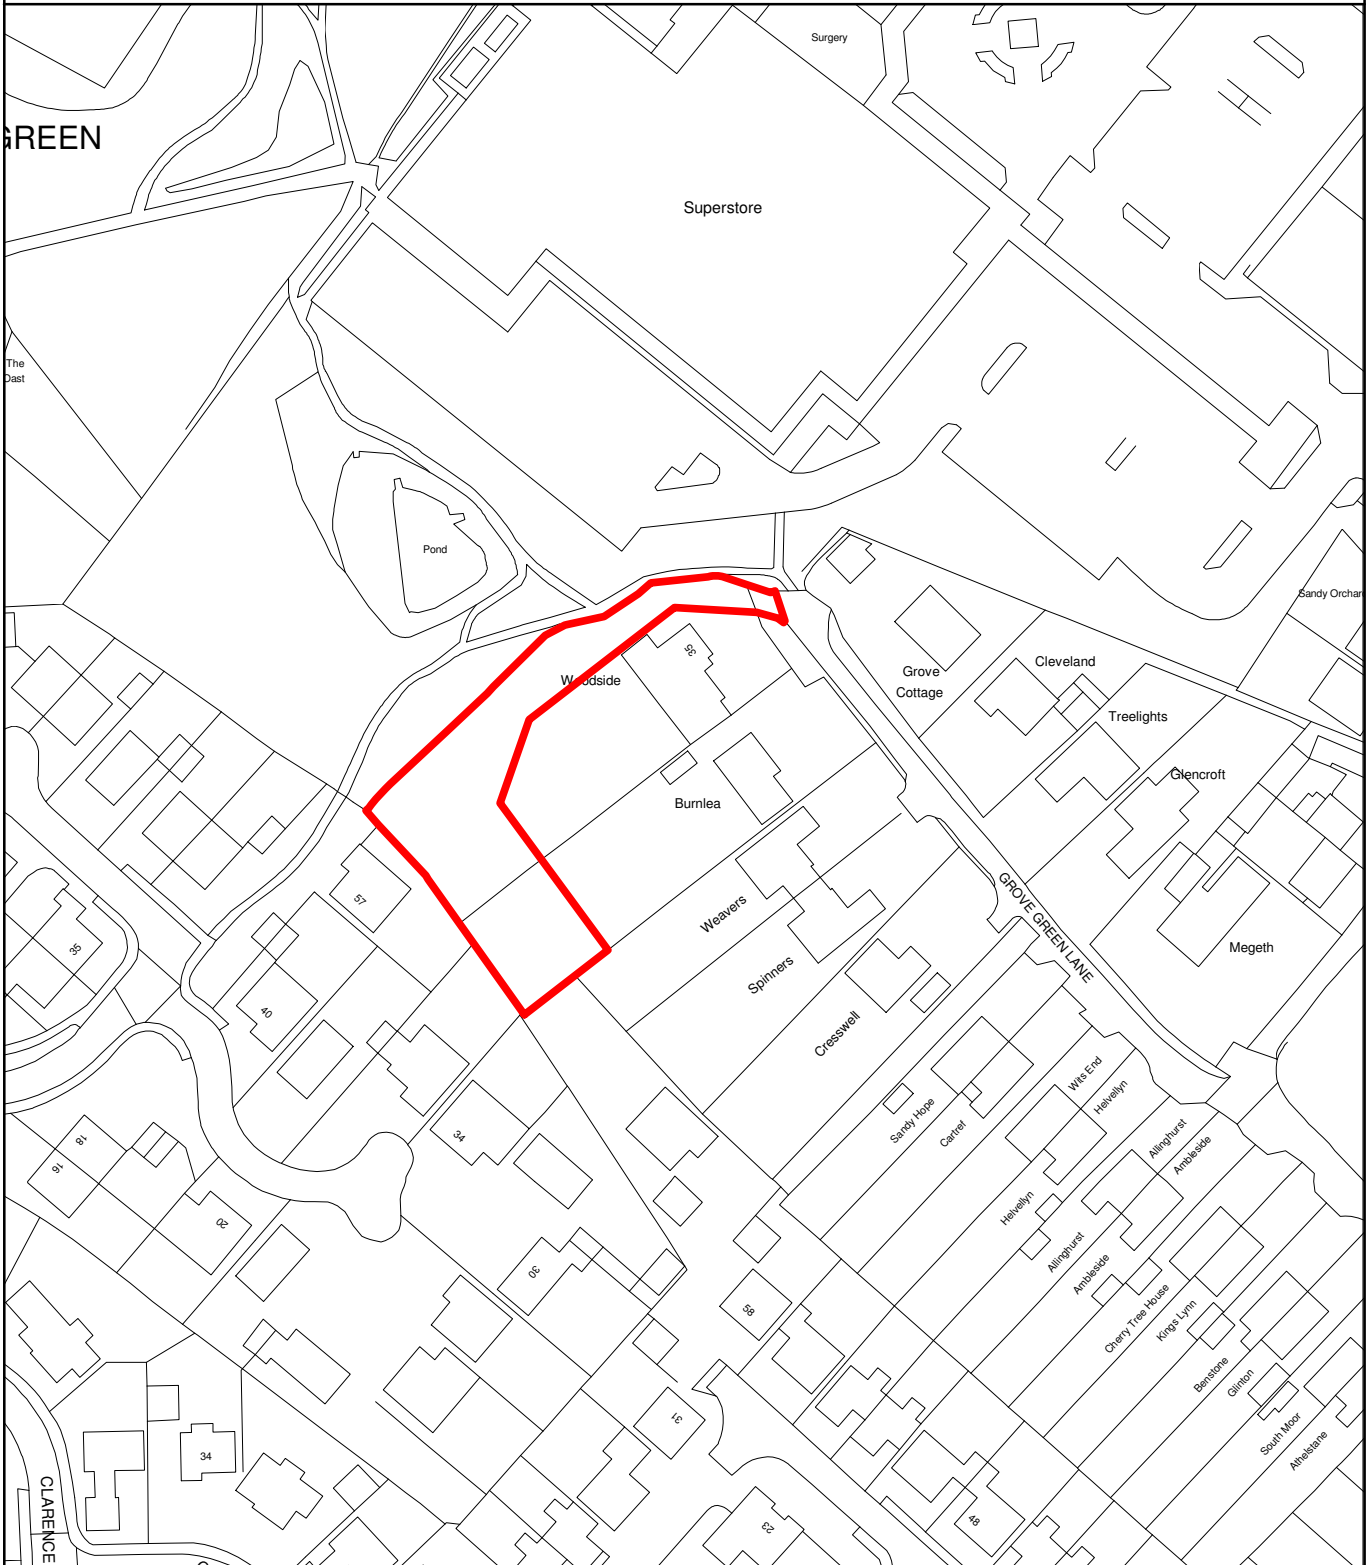 Surgery
GREEN
Superstore
The
Oast
Pond
Sandy Orchard
Woodside
35
Grove
Cottage
Cleveland
Treelights
Glencroft
Burnlea
57
Weavers
GROVE GREEN LANE
35
Megeth
Spinners
40
Cresswell
Wits End
Helvellyn
Sandy Hope
Cartref
34
18
16
Allinghurst
Ambleside
20
Helvellyn
Allinghurst
Ambleside
30
58
Cherry Tree House
Kings Lynn
Benstone
Glinton
31
South Moor
Athelstane
34
CLARENCE
48
23